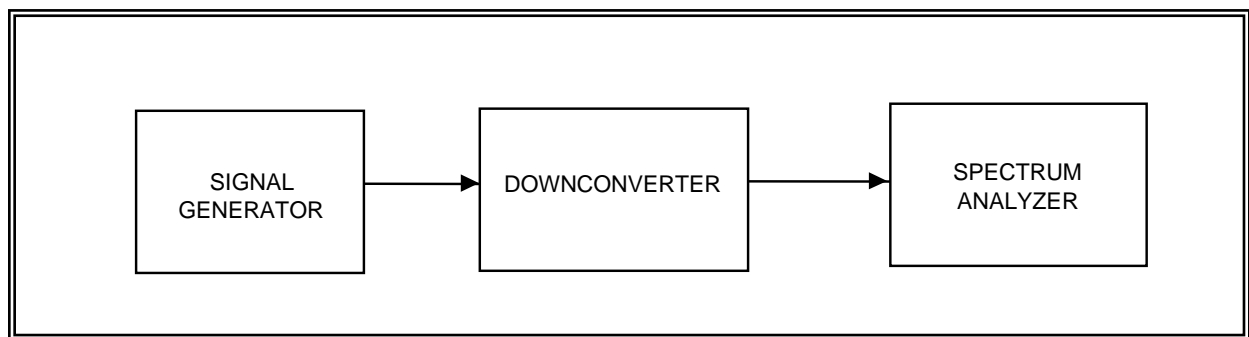 SIGNAL
GENERATOR
DOWNCONVERTER
SPECTRUM
ANALYZER